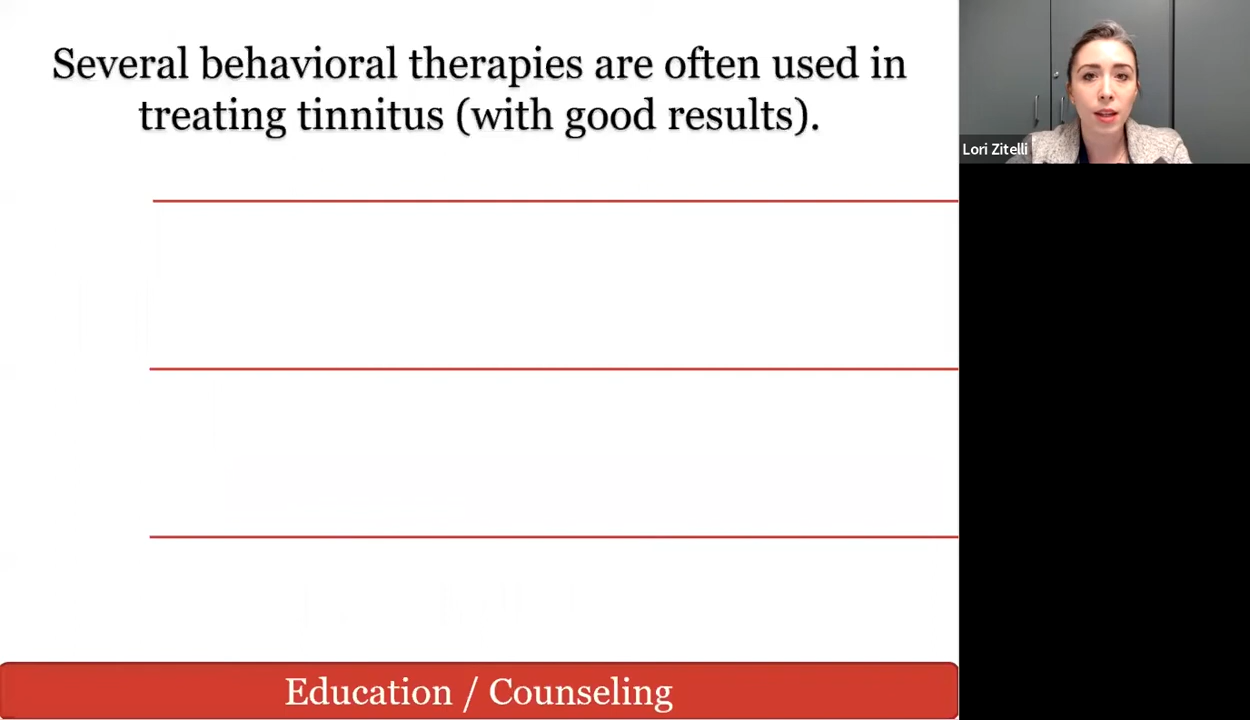 Several behavioral therapies are often used in
treating tinnitus (with good results).
Lori Zitelli
Education / Counseling